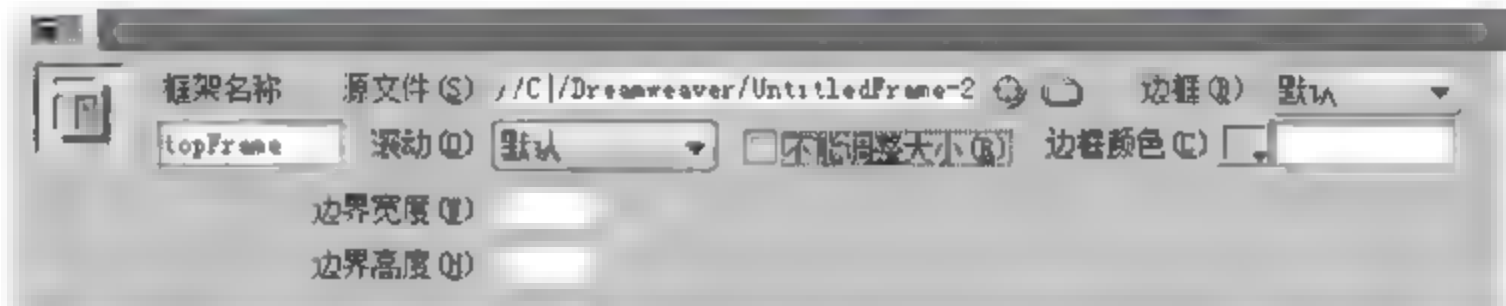 框架名称 源文件(S) //C|/Dreamweaver/UntitledFrame-2 边框(B) 默认
topFrame 滚动(O) 默认 不能调整大小(R) 边框颜色(C)
边界宽度(W)
边界高度(H)